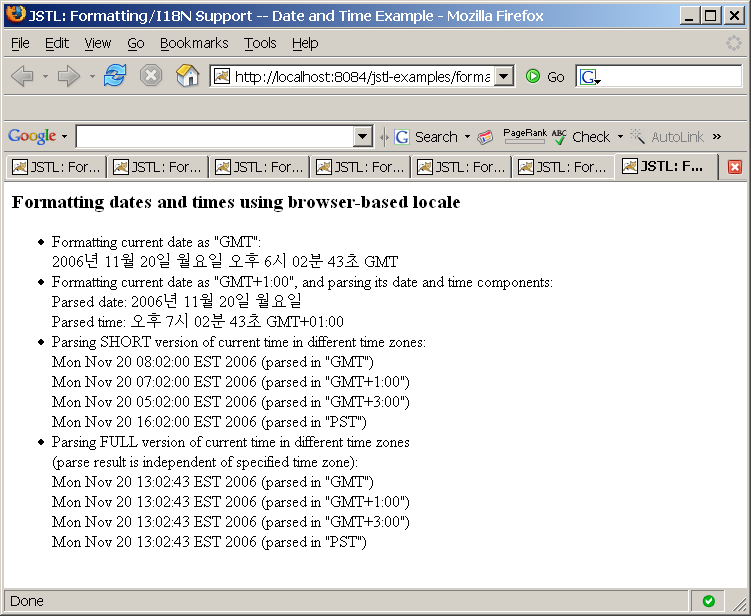 JSTL: Formatting/I18N Support -- Date and Time Example - Mozilla Firefox
File Edit View Go Bookmarks Tools Help
http://localhost:8084/jstl-examples/forma Go G
Google G Search PageRank ABC Check AutoLink »
JSTL: For... JSTL: For... JSTL: For... JSTL: For... JSTL: For... JSTL: For... JSTL: F...
Formatting dates and times using browser-based locale
Formatting current date as "GMT":
2006년 11월 20일 월요일 오후 6시 02분 43초 GMT
Formatting current date as "GMT+1:00", and parsing its date and time components:
Parsed date: 2006년 11월 20일 월요일
Parsed time: 오후 7시 02분 43초 GMT+01:00
Parsing SHORT version of current time in different time zones:
Mon Nov 20 08:02:00 EST 2006 (parsed in "GMT")
Mon Nov 20 07:02:00 EST 2006 (parsed in "GMT+1:00")
Mon Nov 20 05:02:00 EST 2006 (parsed in "GMT+3:00")
Mon Nov 20 16:02:00 EST 2006 (parsed in "PST")
Parsing FULL version of current time in different time zones
(parse result is independent of specified time zone):
Mon Nov 20 13:02:43 EST 2006 (parsed in "GMT")
Mon Nov 20 13:02:43 EST 2006 (parsed in "GMT+1:00")
Mon Nov 20 13:02:43 EST 2006 (parsed in "GMT+3:00")
Mon Nov 20 13:02:43 EST 2006 (parsed in "PST")
Done